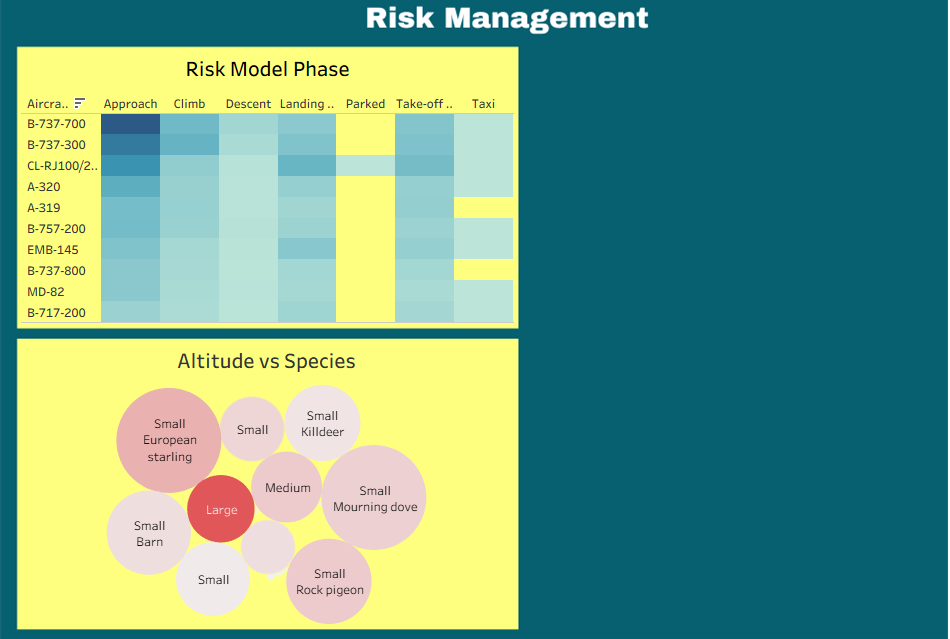 Risk Management
Risk Model Phase
Aircra.. Approach Climb Descent Landing .. Parked Take-off .. Taxi
B-737-700
B-737-300
CL-RJ100/2..
A-320
A-319
B-757-200
EMB-145
B-737-800
MD-82
B-717-200
Altitude vs Species
Small
European
starling
Small
Small
Killdeer
Medium
Small
Mourning dove
Large
Small
Barn
Small
Small
Rock pigeon